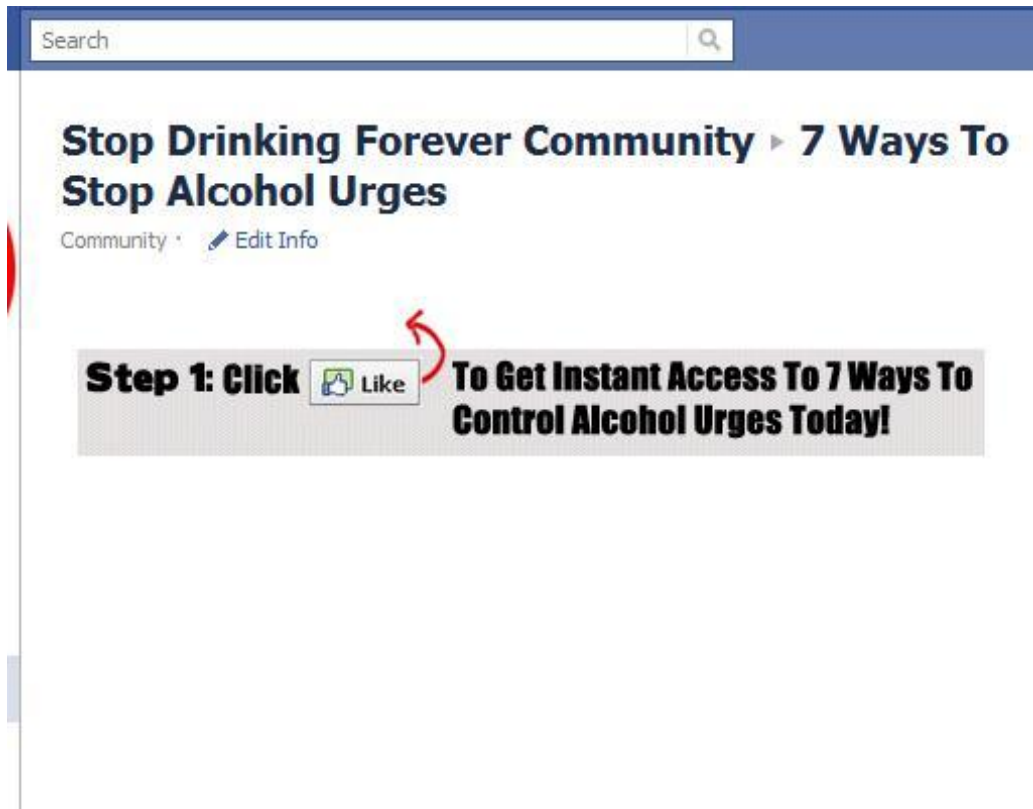 Search
Stop Drinking Forever Community ▸ 7 Ways To
Stop Alcohol Urges
Community · Edit Info
Step 1: Click Like To Get Instant Access To 7 Ways To
Control Alcohol Urges Today!